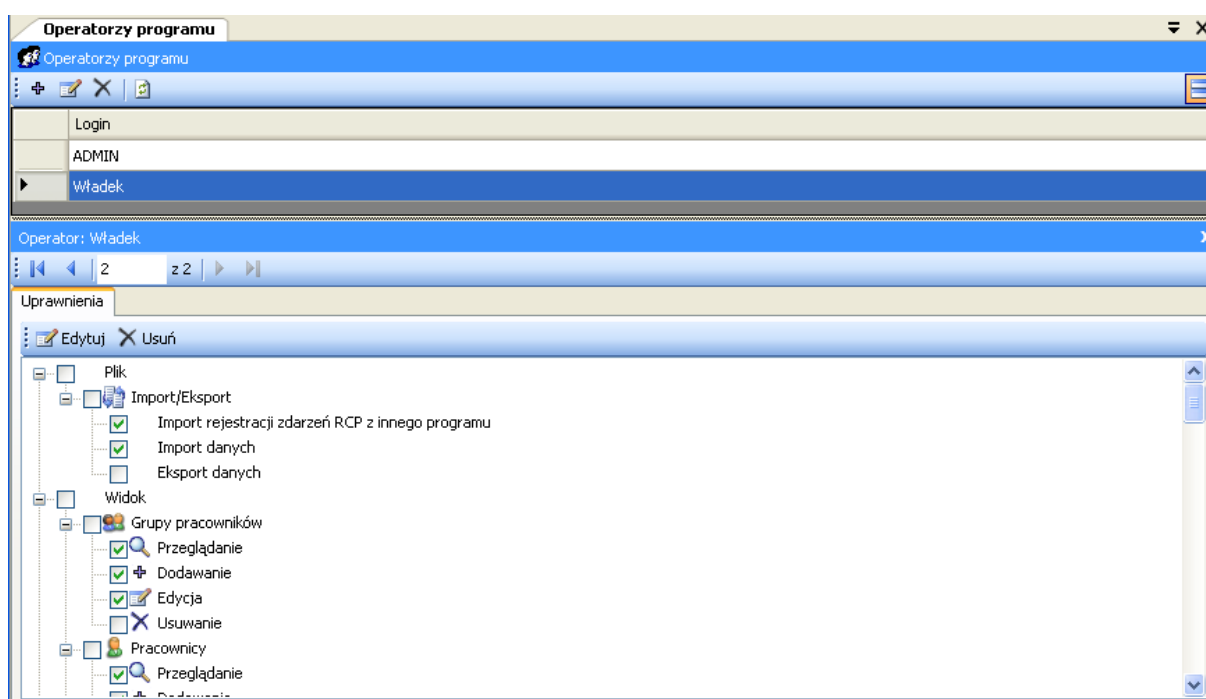 Operatorzy programu
Operatorzy programu
Login
ADMIN
Władek
Operator: Władek
2 z 2
Uprawnienia
Edytuj Usuń
Plik
Import/Eksport
Import rejestracji zdarzeń RCP z innego programu
Import danych
Eksport danych
Widok
Grupy pracowników
Przeglądanie
Dodawanie
Edycja
Usuwanie
Pracownicy
Przeglądanie
Dodawanie